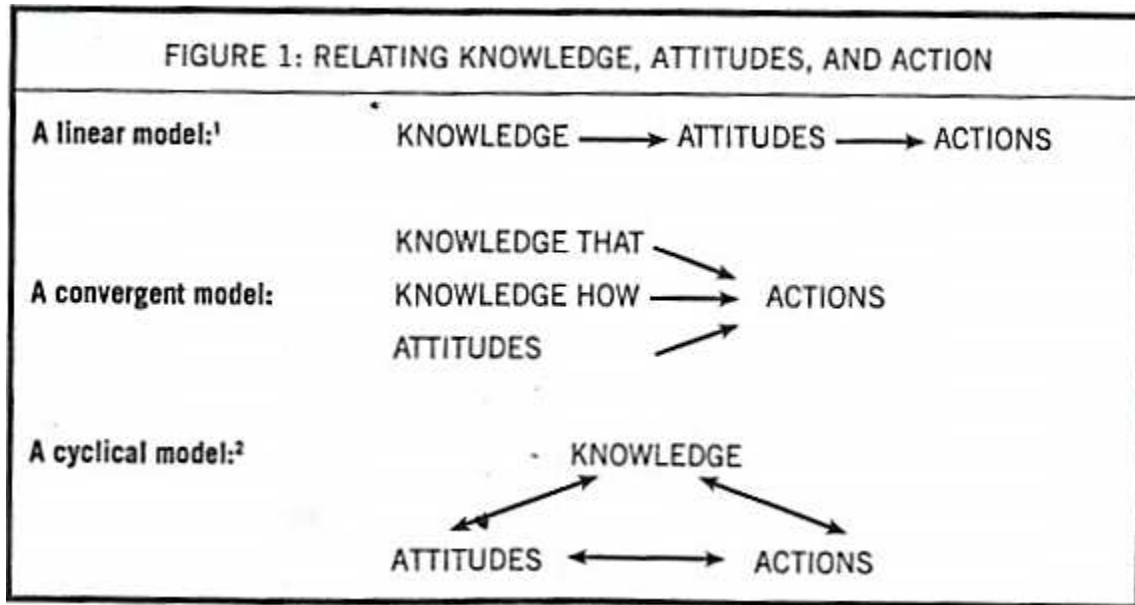 FIGURE 1: RELATING KNOWLEDGE, ATTITUDES, AND ACTION
A linear model:¹ KNOWLEDGE ATTITUDES ACTIONS
KNOWLEDGE THAT
A convergent model: KNOWLEDGE HOW ACTIONS
ATTITUDES
A cyclical model:² KNOWLEDGE
ATTITUDES ACTIONS